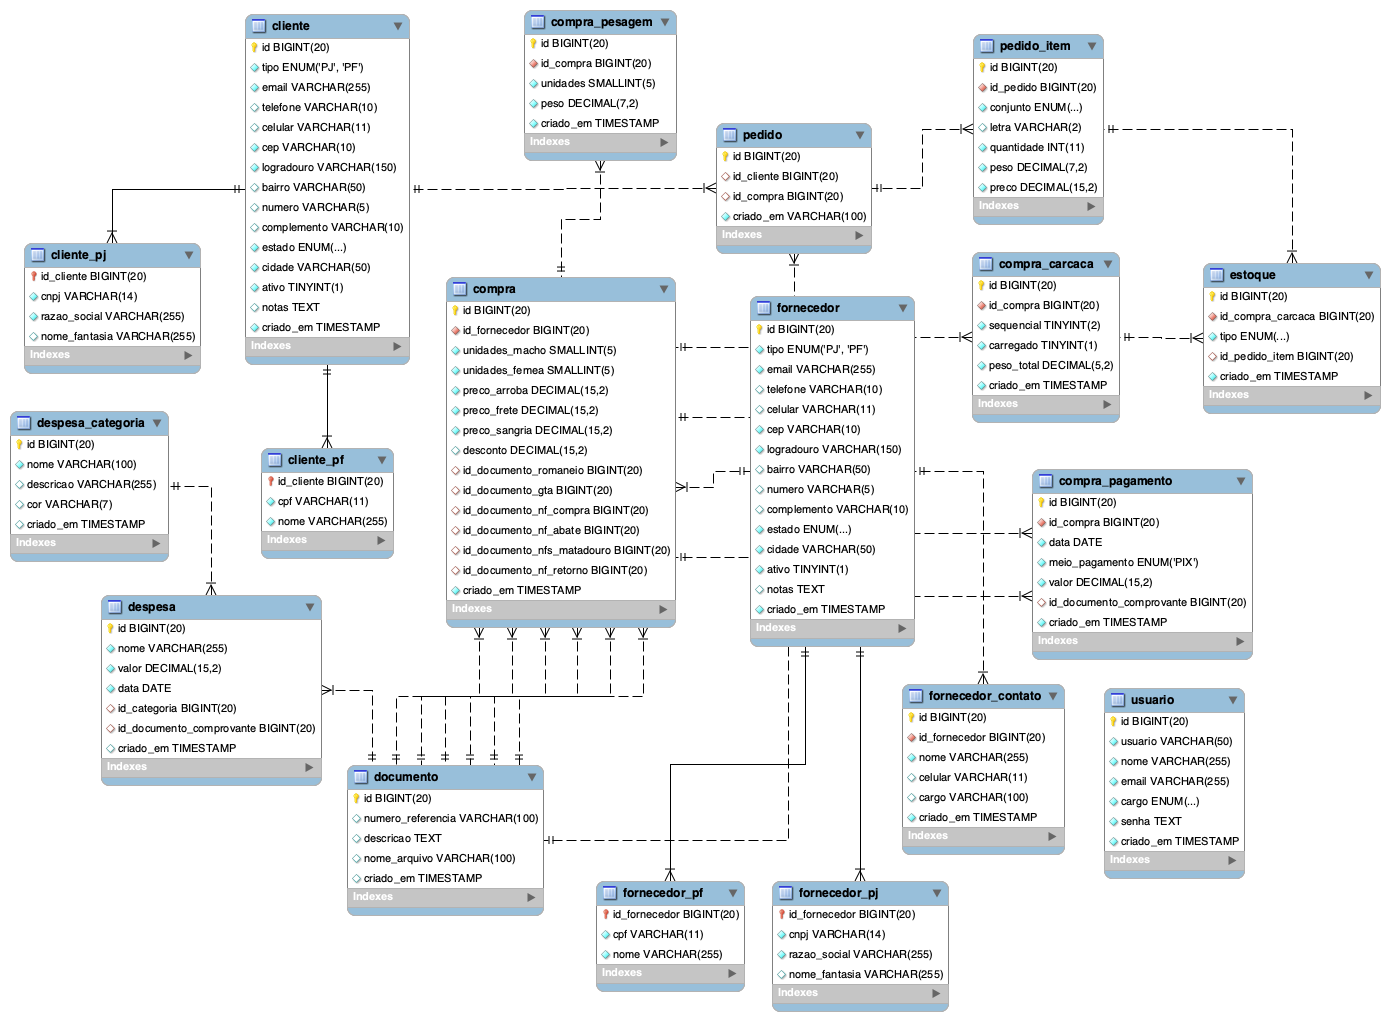 cliente
id BIGINT(20)
tipo ENUM('PJ', 'PF')
email VARCHAR(255)
telefone VARCHAR(10)
celular VARCHAR(11)
cep VARCHAR(10)
logradouro VARCHAR(150)
bairro VARCHAR(50)
numero VARCHAR(5)
complemento VARCHAR(10)
estado ENUM(...)
cidade VARCHAR(50)
ativo TINYINT(1)
notas TEXT
criado_em TIMESTAMP
Indexes
compra_pesagem
id BIGINT(20)
id_compra BIGINT(20)
unidades SMALLINT(5)
peso DECIMAL(7,2)
criado_em TIMESTAMP
Indexes
pedido
id BIGINT(20)
id_cliente BIGINT(20)
id_compra BIGINT(20)
criado_em VARCHAR(100)
Indexes
pedido_item
id BIGINT(20)
id_pedido BIGINT(20)
conjunto ENUM(...)
letra VARCHAR(2)
quantidade INT(11)
peso DECIMAL(7,2)
preco DECIMAL(15,2)
Indexes
cliente_pj
id_cliente BIGINT(20)
cnpj VARCHAR(14)
razao_social VARCHAR(255)
nome_fantasia VARCHAR(255)
Indexes
compra
id BIGINT(20)
id_fornecedor BIGINT(20)
unidades_macho SMALLINT(5)
unidades_femea SMALLINT(5)
preco_arroba DECIMAL(15,2)
preco_frete DECIMAL(15,2)
preco_sangria DECIMAL(15,2)
desconto DECIMAL(15,2)
id_documento_romaneio BIGINT(20)
id_documento_gta BIGINT(20)
id_documento_nf_compra BIGINT(20)
id_documento_nf_abate BIGINT(20)
id_documento_nfs_matadouro BIGINT(20)
id_documento_nf_retorno BIGINT(20)
criado_em TIMESTAMP
Indexes
fornecedor
id BIGINT(20)
tipo ENUM('PJ', 'PF')
email VARCHAR(255)
telefone VARCHAR(10)
celular VARCHAR(11)
cep VARCHAR(10)
logradouro VARCHAR(150)
bairro VARCHAR(50)
numero VARCHAR(5)
complemento VARCHAR(10)
estado ENUM(...)
cidade VARCHAR(50)
ativo TINYINT(1)
notas TEXT
criado_em TIMESTAMP
Indexes
compra_carcaca
id BIGINT(20)
id_compra BIGINT(20)
sequencial TINYINT(2)
carregado TINYINT(1)
peso_total DECIMAL(5,2)
criado_em TIMESTAMP
Indexes
estoque
id BIGINT(20)
id_compra_carcaca BIGINT(20)
tipo ENUM(...)
id_pedido_item BIGINT(20)
criado_em TIMESTAMP
Indexes
despesa_categoria
id BIGINT(20)
nome VARCHAR(100)
descricao VARCHAR(255)
cor VARCHAR(7)
criado_em TIMESTAMP
Indexes
cliente_pf
id_cliente BIGINT(20)
cpf VARCHAR(11)
nome VARCHAR(255)
Indexes
compra_pagamento
id BIGINT(20)
id_compra BIGINT(20)
data DATE
meio_pagamento ENUM('PIX')
valor DECIMAL(15,2)
id_documento_comprovante BIGINT(20)
criado_em TIMESTAMP
Indexes
despesa
id BIGINT(20)
nome VARCHAR(255)
valor DECIMAL(15,2)
data DATE
id_categoria BIGINT(20)
id_documento_comprovante BIGINT(20)
criado_em TIMESTAMP
Indexes
documento
id BIGINT(20)
numero_referencia VARCHAR(100)
descricao TEXT
nome_arquivo VARCHAR(100)
criado_em TIMESTAMP
Indexes
fornecedor_contato
id BIGINT(20)
id_fornecedor BIGINT(20)
nome VARCHAR(255)
celular VARCHAR(11)
cargo VARCHAR(100)
criado_em TIMESTAMP
Indexes
usuario
id BIGINT(20)
usuario VARCHAR(50)
nome VARCHAR(255)
email VARCHAR(255)
cargo ENUM(...)
senha TEXT
criado_em TIMESTAMP
Indexes
fornecedor_pf
id_fornecedor BIGINT(20)
cpf VARCHAR(11)
nome VARCHAR(255)
Indexes
fornecedor_pj
id_fornecedor BIGINT(20)
cnpj VARCHAR(14)
razao_social VARCHAR(255)
nome_fantasia VARCHAR(255)
Indexes